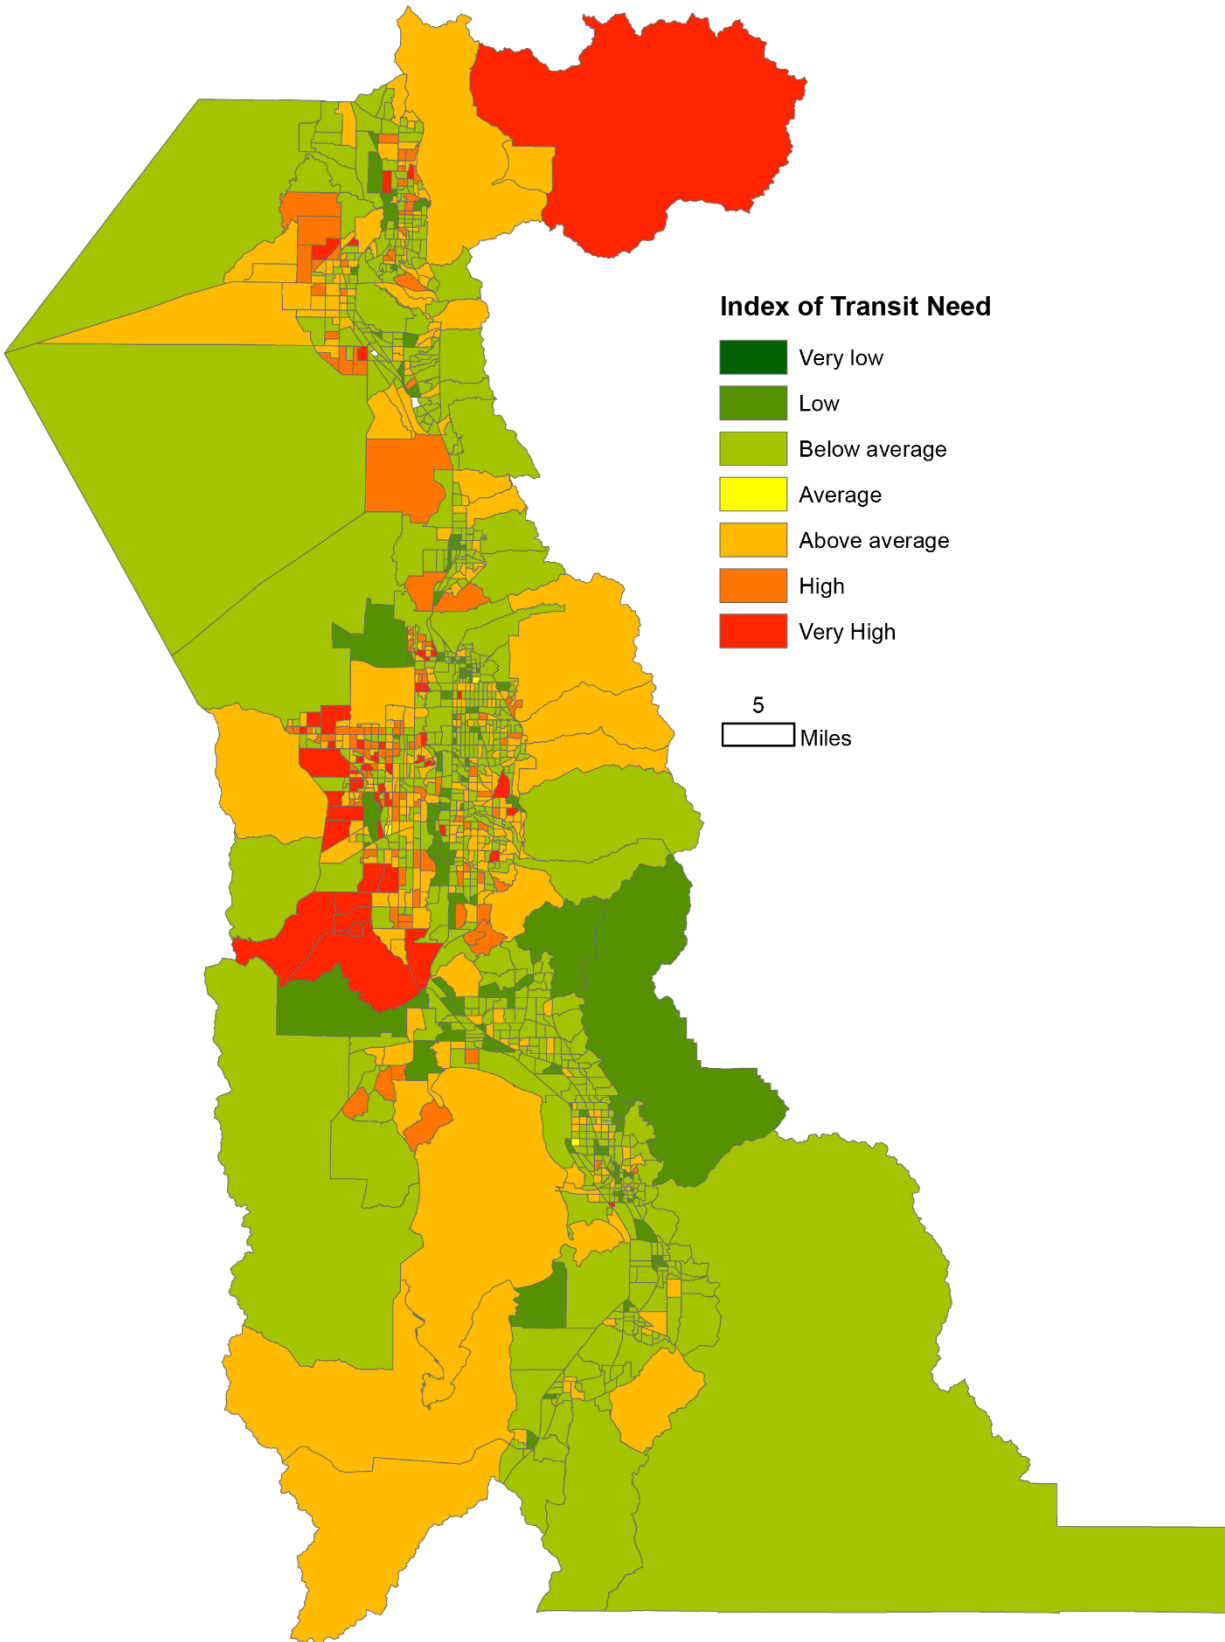 Index of Transit Need
Very low
Low
Below average
Average
Above average
High
Very High
5
Miles